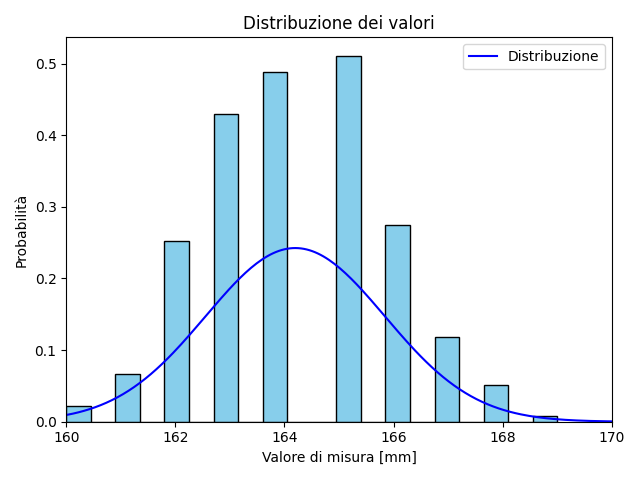 Distribuzione dei valori
Distribuzione
0.5
0.4
0.3
0.2
0.1
0.0
Probabilità
160 162 164 166 168 170
Valore di misura [mm]